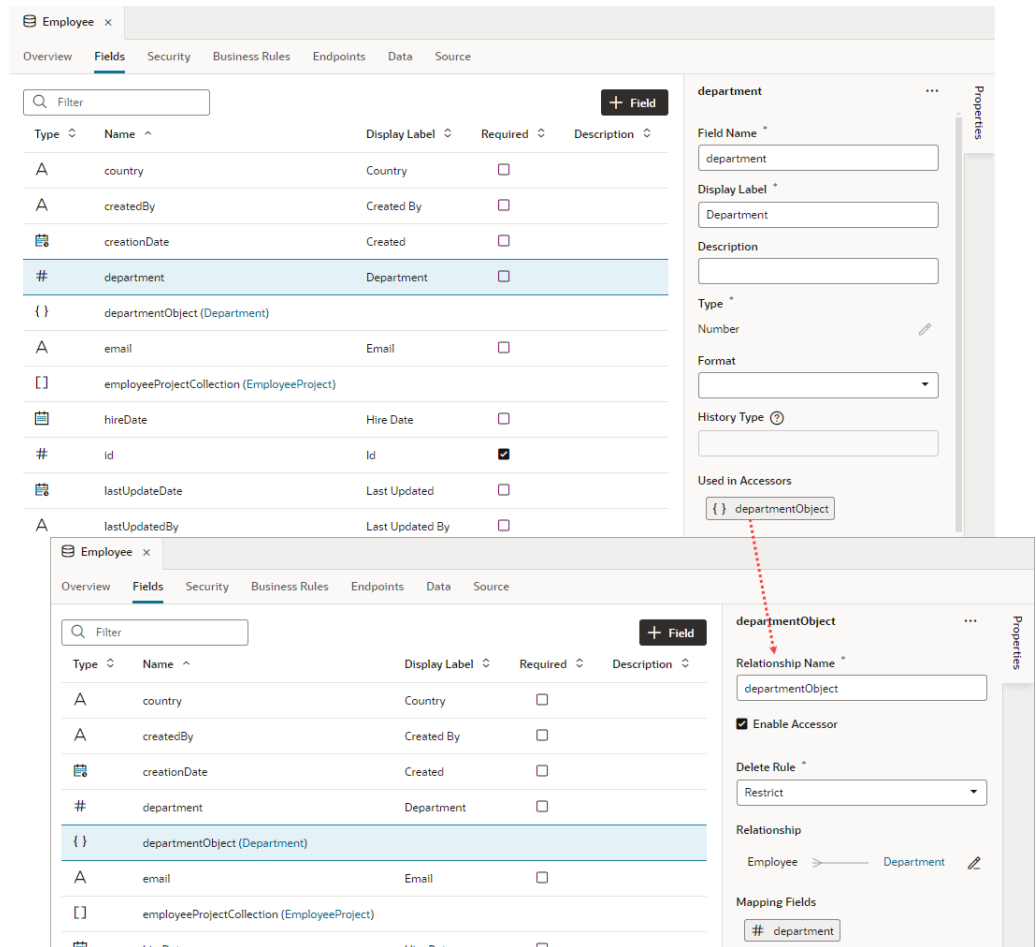 Employee ×
Overview Fields Security Business Rules Endpoints Data Source
Filter
+ Field
Type Name Display Label Required Description
A country Country
A createdBy Created By
creationDate Created
# department Department
{ } departmentObject (Department)
A email Email
[ ] employeeProjectCollection (EmployeeProject)
hireDate Hire Date
# id Id
lastUpdateDate Last Updated
A lastUpdatedBy Last Updated By
department ...
Properties
Field Name *
department
Display Label *
Department
Description
Type *
Number
Format
History Type ?
Used in Accessors
{ } departmentObject
Employee ×
Overview Fields Security Business Rules Endpoints Data Source
Filter
+ Field
Type Name Display Label Required Description
A country Country
A createdBy Created By
creationDate Created
# department Department
{ } departmentObject (Department)
A email Email
[ ] employeeProjectCollection (EmployeeProject)
departmentObject ...
Properties
Relationship Name *
departmentObject
Enable Accessor
Delete Rule *
Restrict
Relationship
Employee Department
Mapping Fields
# department